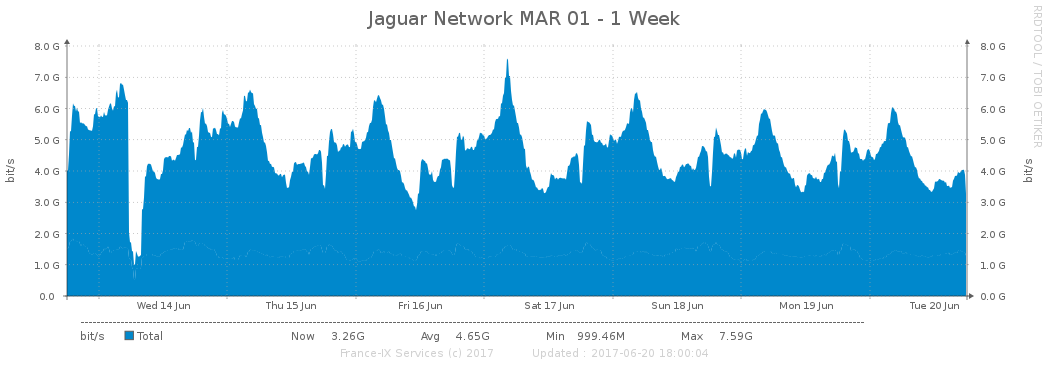 Jaguar Network MAR 01 - 1 Week
RRDTOOL / TOBI OETIKER
8.0 G 8.0 G
7.0 G 7.0 G
6.0 G 6.0 G
5.0 G 5.0 G
4.0 G 4.0 G
3.0 G 3.0 G
2.0 G 2.0 G
1.0 G 1.0 G
0.0 0.0 G
bit/s bit/s
Wed 14 Jun Thu 15 Jun Fri 16 Jun Sat 17 Jun Sun 18 Jun Mon 19 Jun Tue 20 Jun
bit/s Total Now 3.26G Avg 4.65G Min 999.46M Max 7.59G
France-IX Services (c) 2017 Updated : 2017-06-20 18:00:04